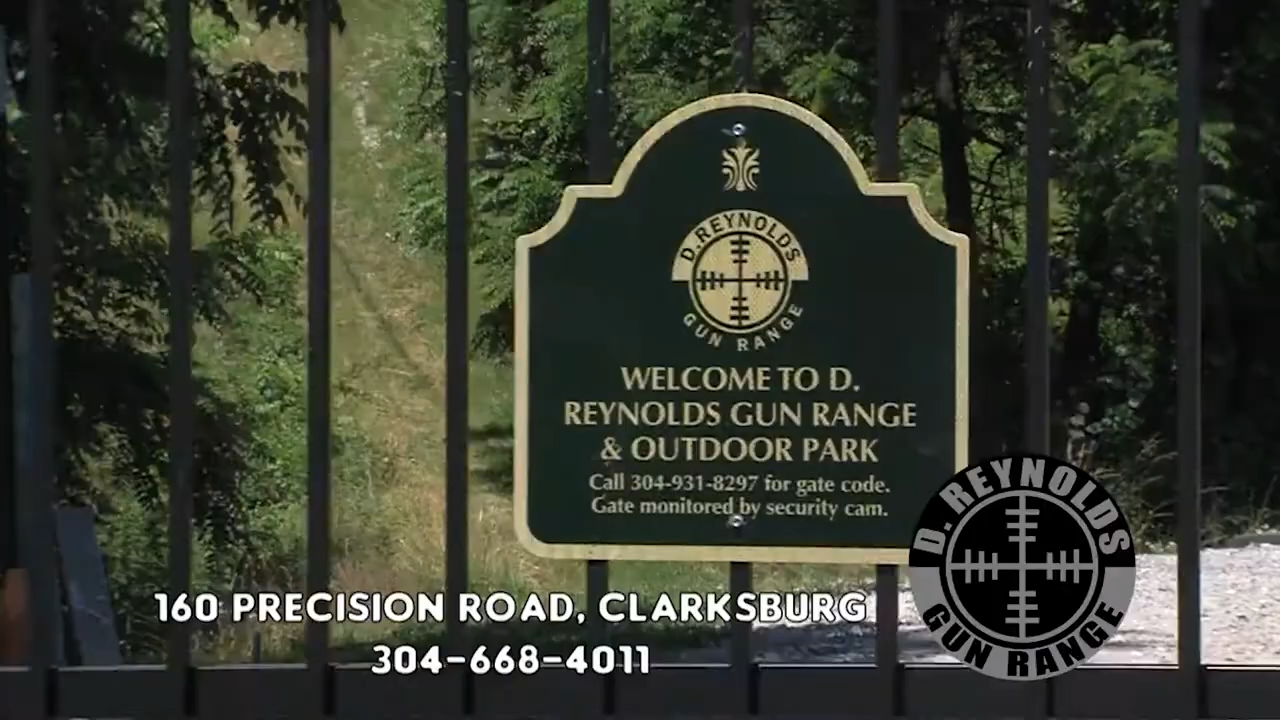 D. REYNOLDS
GUN RANGE
WELCOME TO D.
REYNOLDS GUN RANGE
& OUTDOOR PARK
Call 304-931-8297 for gate code.
Gate monitored by security cam.
D. REYNOLDS
GUN RANGE
160 PRECISION ROAD, CLARKSBURG
304-668-4011